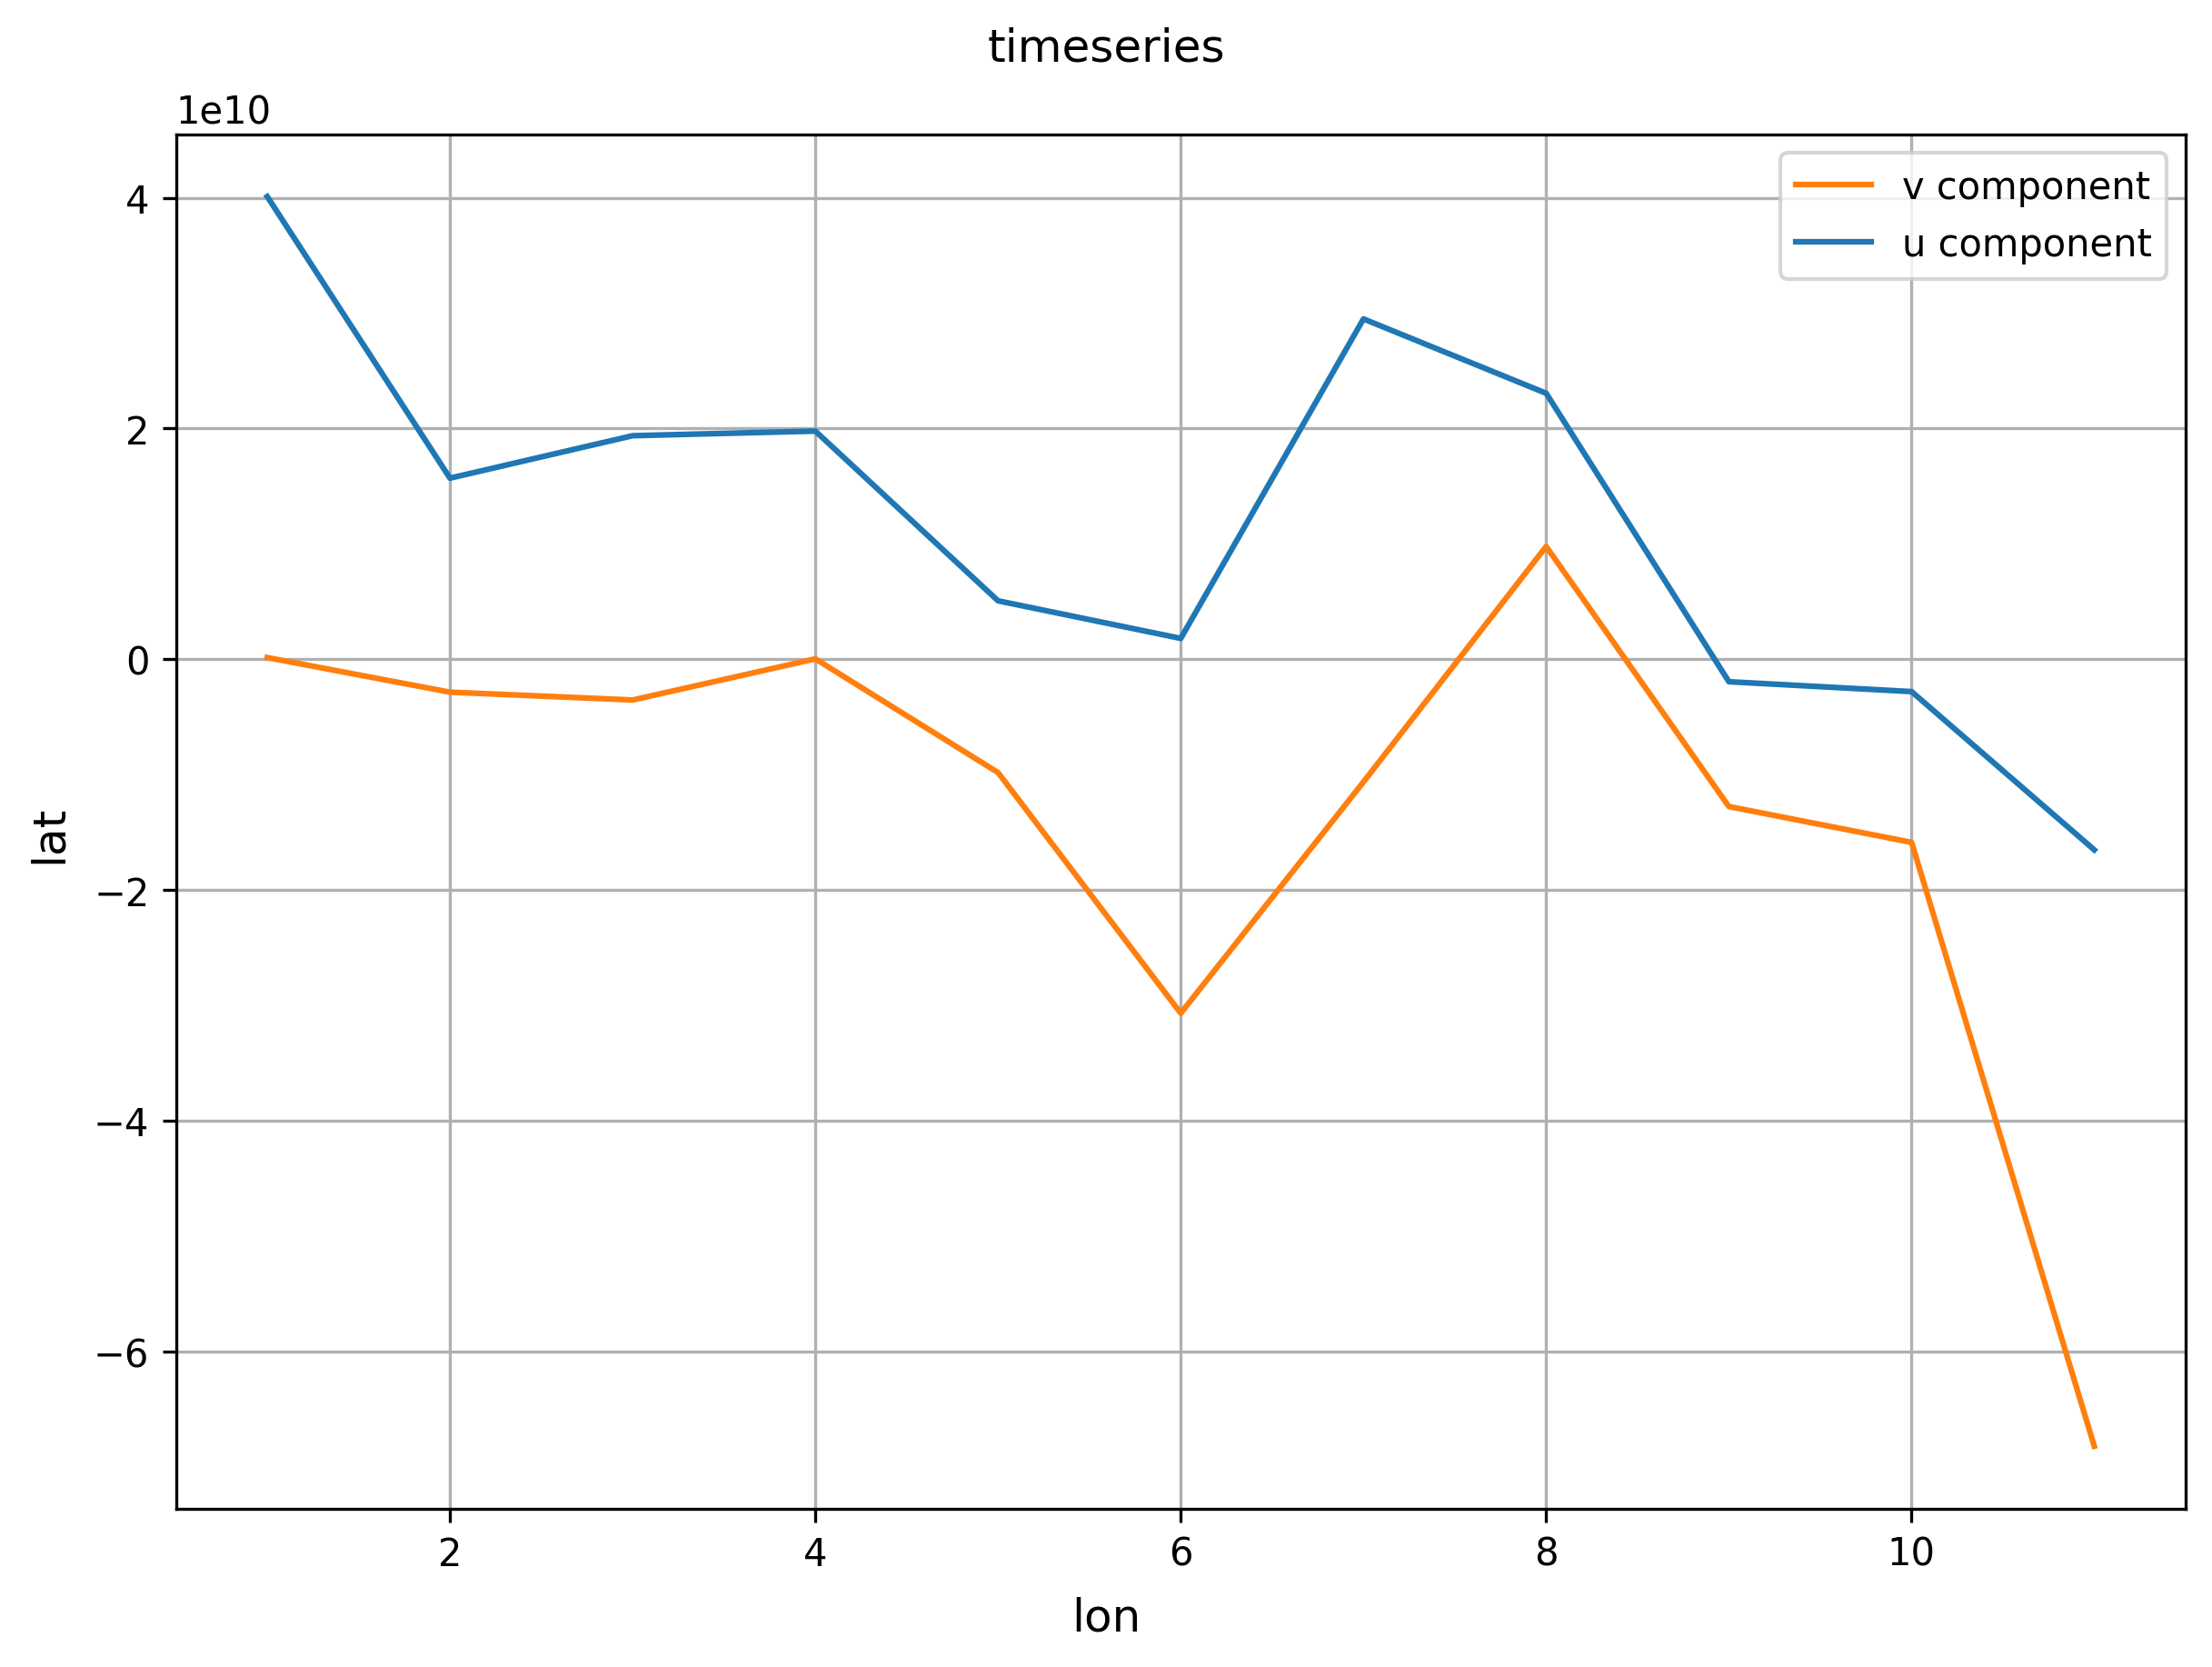 timeseries
1e10
v component
u component
4
2
0
−2
−4
−6
lat
2 4 6 8 10
lon